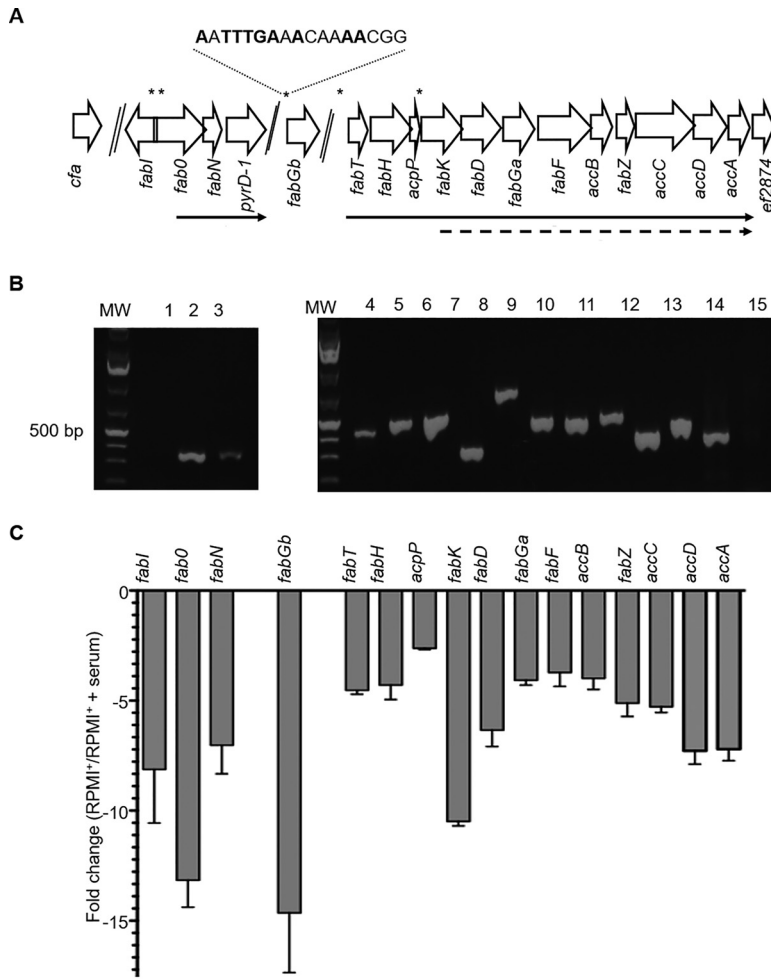 A
AATTTGAAACAAAACGG
* * * * *
cfa fabI fab0 fabN pyrD-1 fabGb fabT fabH acpP fabK fabD fabGa fabF accB fabZ accC accD accA ef2874
B
MW 1 2 3 MW 4 5 6 7 8 9 10 11 12 13 14 15
500 bp
C
fabI fab0 fabN fabGb fabT fabH acpP fabK fabD fabGa fabF accB fabZ accC accD accA
Fold change (RPMI⁺/RPMI⁺ + serum)
0
-5
-10
-15